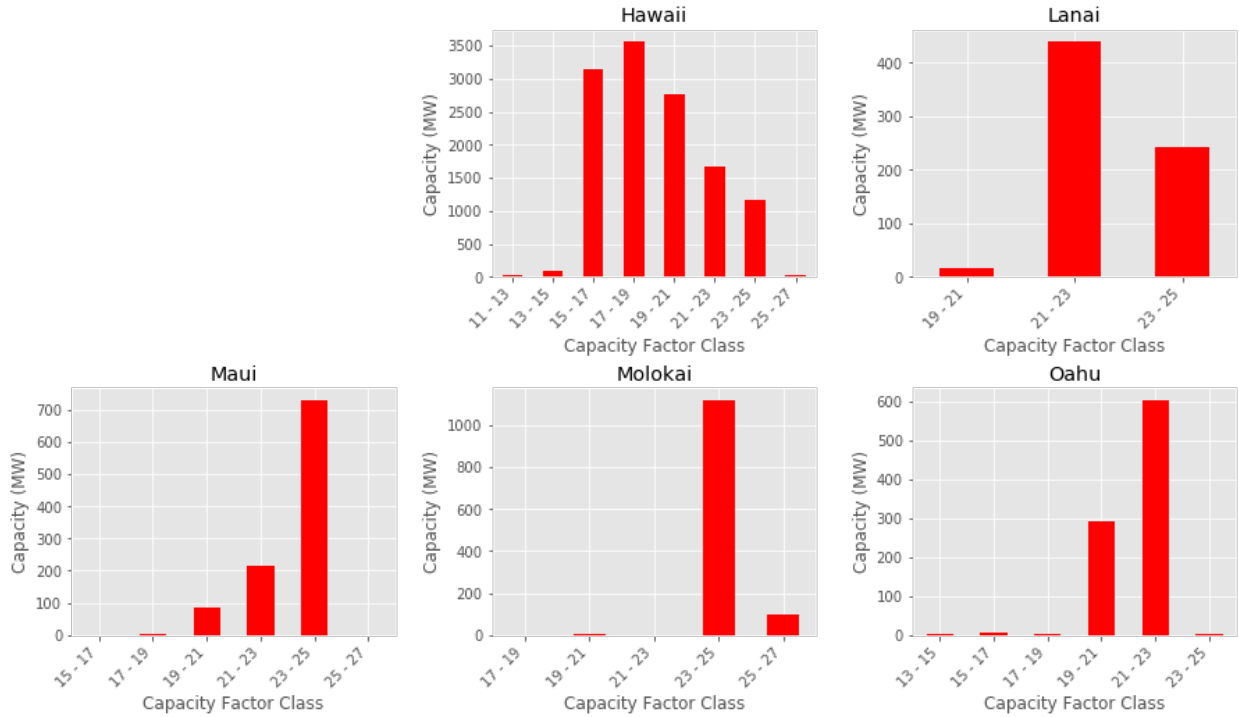 Hawaii
Capacity (MW)
3500
3000
2500
2000
1500
1000
500
0
11 - 13
13 - 15
15 - 17
17 - 19
19 - 21
21 - 23
23 - 25
25 - 27
Capacity Factor Class
Lanai
Capacity (MW)
400
300
200
100
0
19 - 21
21 - 23
23 - 25
Capacity Factor Class
Maui
Capacity (MW)
700
600
500
400
300
200
100
0
15 - 17
17 - 19
19 - 21
21 - 23
23 - 25
25 - 27
Capacity Factor Class
Molokai
Capacity (MW)
1000
800
600
400
200
0
17 - 19
19 - 21
21 - 23
23 - 25
25 - 27
Capacity Factor Class
Oahu
Capacity (MW)
600
500
400
300
200
100
0
13 - 15
15 - 17
17 - 19
19 - 21
21 - 23
23 - 25
Capacity Factor Class